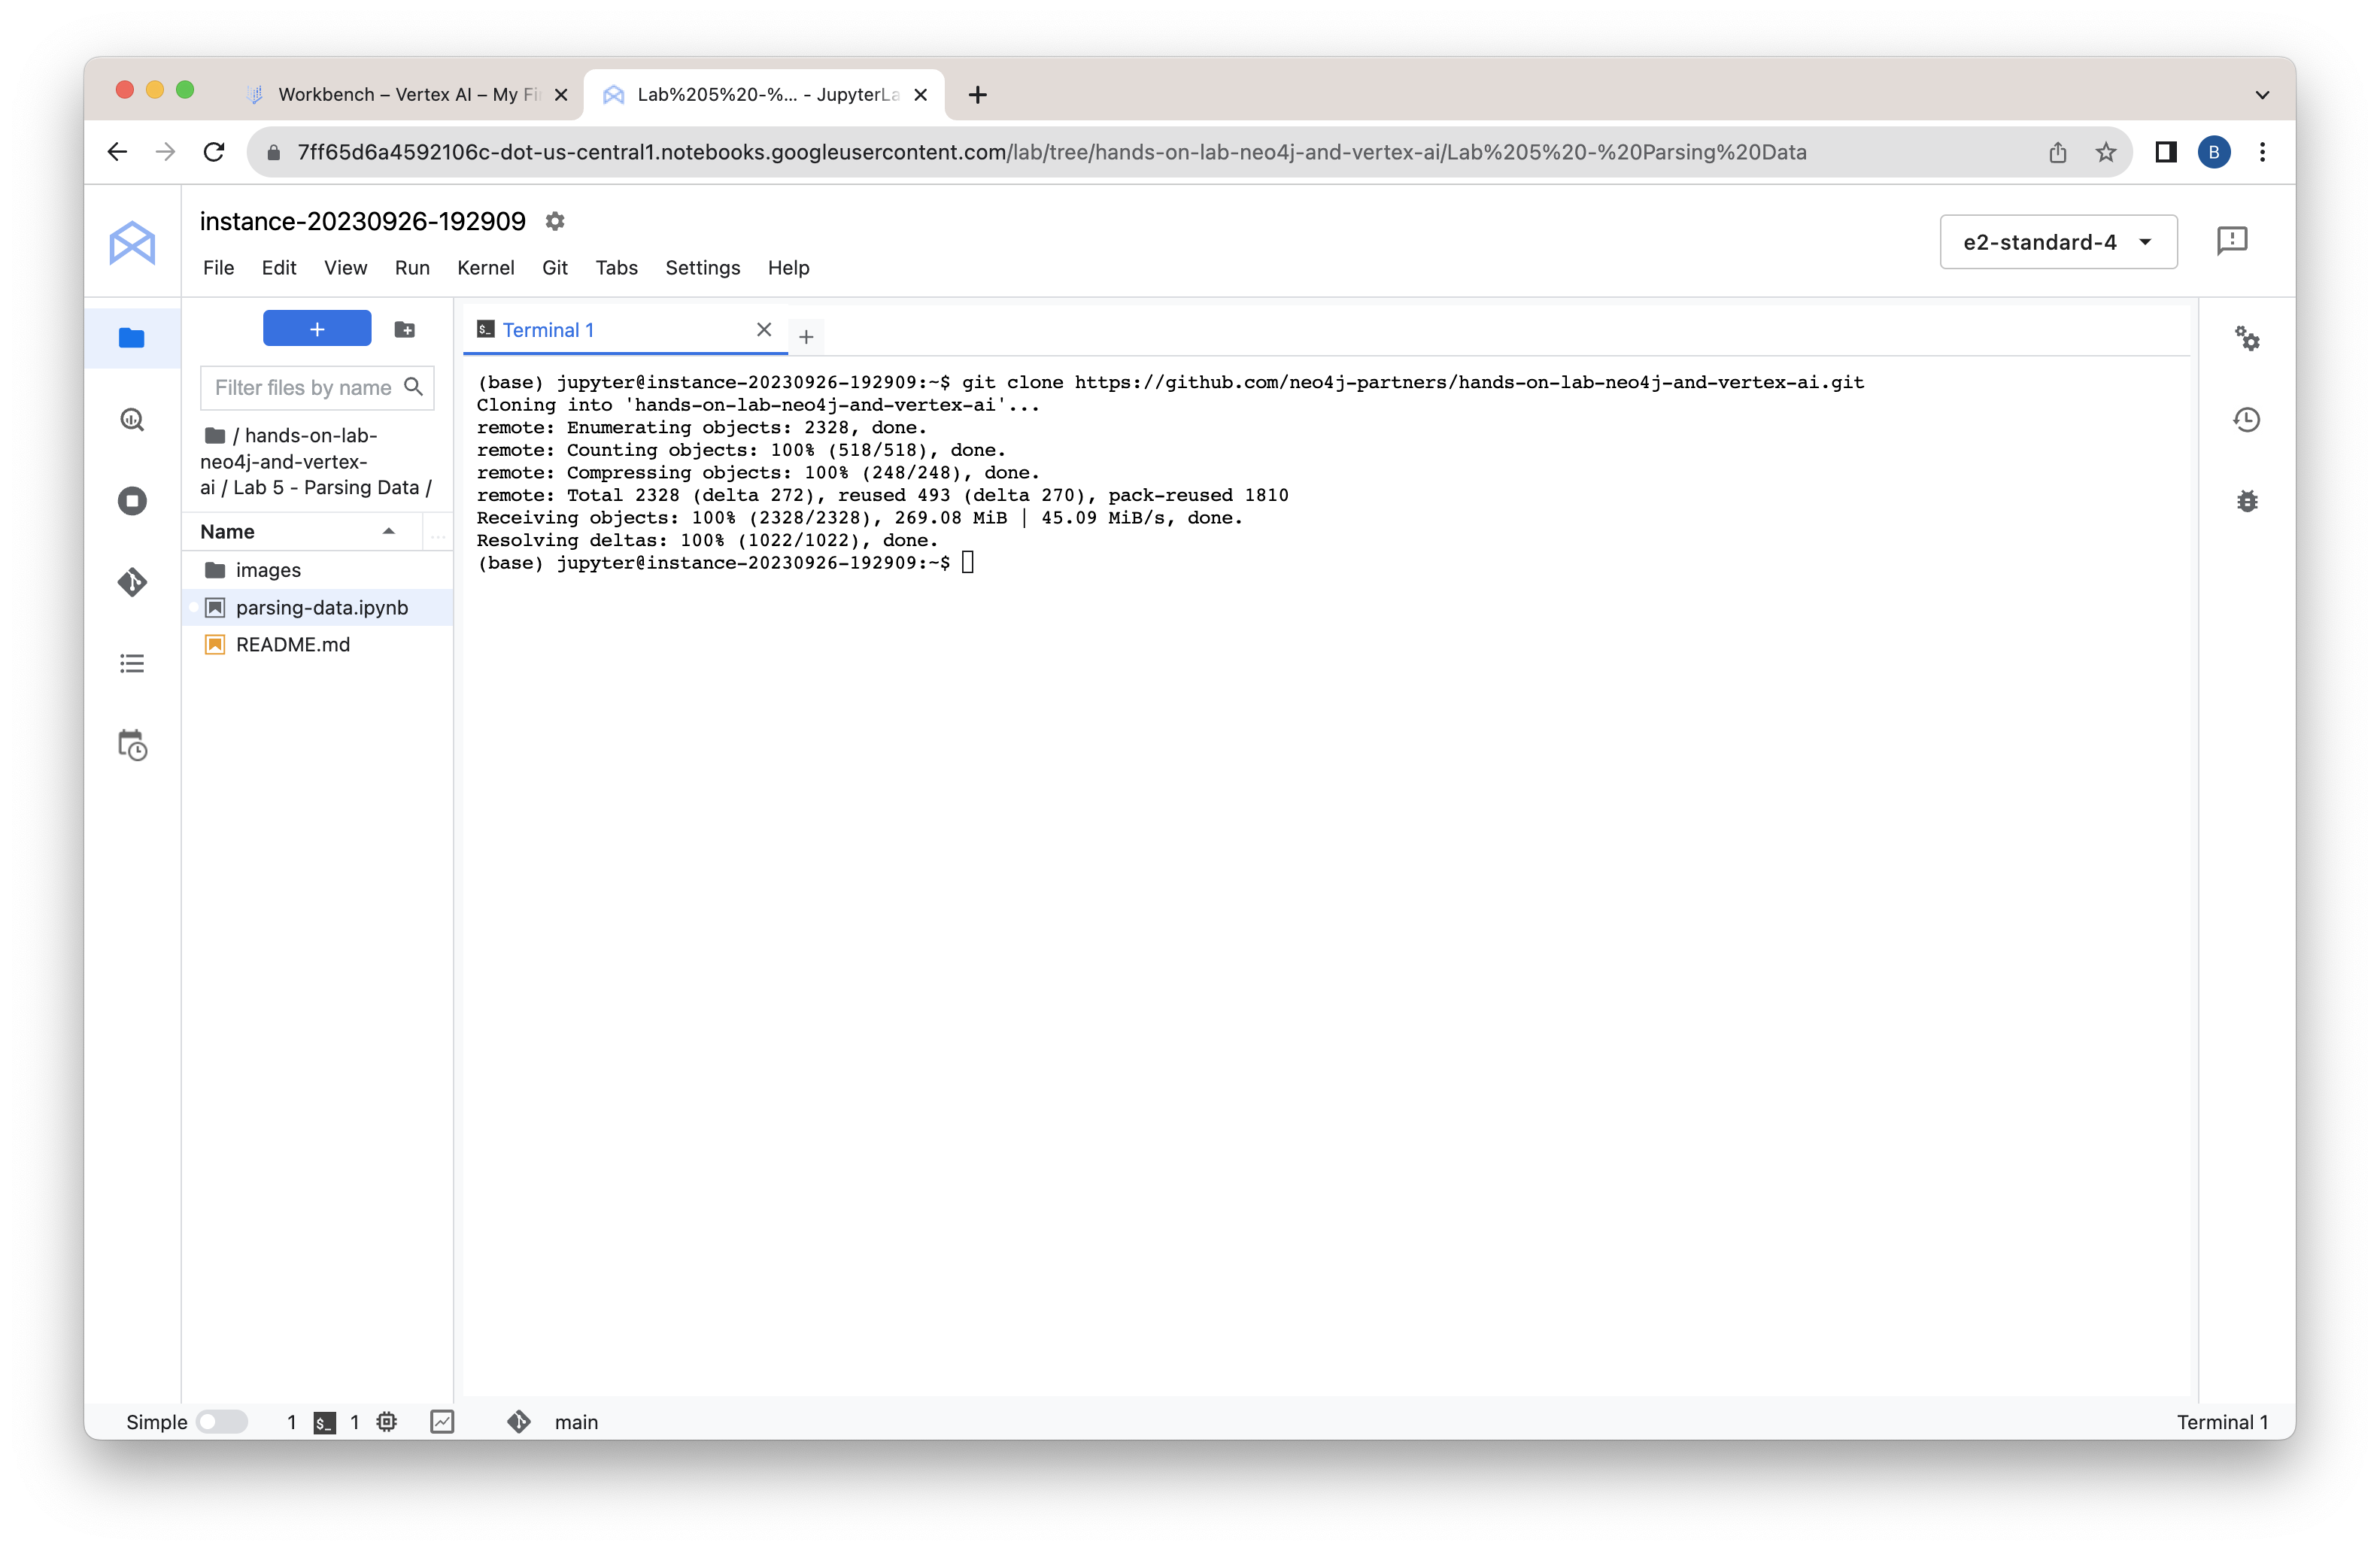 Workbench – Vertex AI – My Fi
Lab%205%20-%... - JupyterLa
7ff65d6a4592106c-dot-us-central1.notebooks.googleusercontent.com/lab/tree/hands-on-lab-neo4j-and-vertex-ai/Lab%205%20-%20Parsing%20Data
B
instance-20230926-192909
File Edit View Run Kernel Git Tabs Settings Help
e2-standard-4
Terminal 1
Filter files by name
/ hands-on-lab-
neo4j-and-vertex-
ai / Lab 5 - Parsing Data /
Name
...
images
parsing-data.ipynb
README.md
(base) jupyter@instance-20230926-192909:~$ git clone https://github.com/neo4j-partners/hands-on-lab-neo4j-and-vertex-ai.git
Cloning into 'hands-on-lab-neo4j-and-vertex-ai'...
remote: Enumerating objects: 2328, done.
remote: Counting objects: 100% (518/518), done.
remote: Compressing objects: 100% (248/248), done.
remote: Total 2328 (delta 272), reused 493 (delta 270), pack-reused 1810
Receiving objects: 100% (2328/2328), 269.08 MiB | 45.09 MiB/s, done.
Resolving deltas: 100% (1022/1022), done.
(base) jupyter@instance-20230926-192909:~$
Simple 1 $_ 1 main Terminal 1